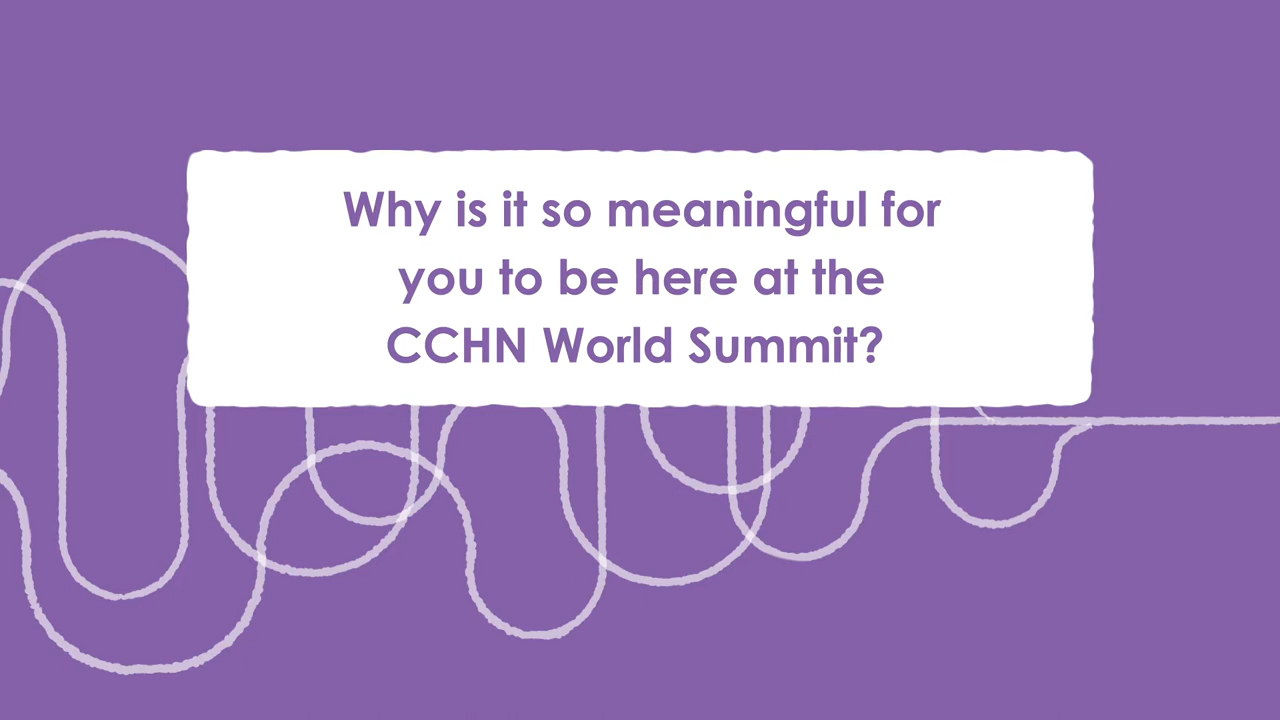 Why is it so meaningful for
you to be here at the
CCHN World Summit?